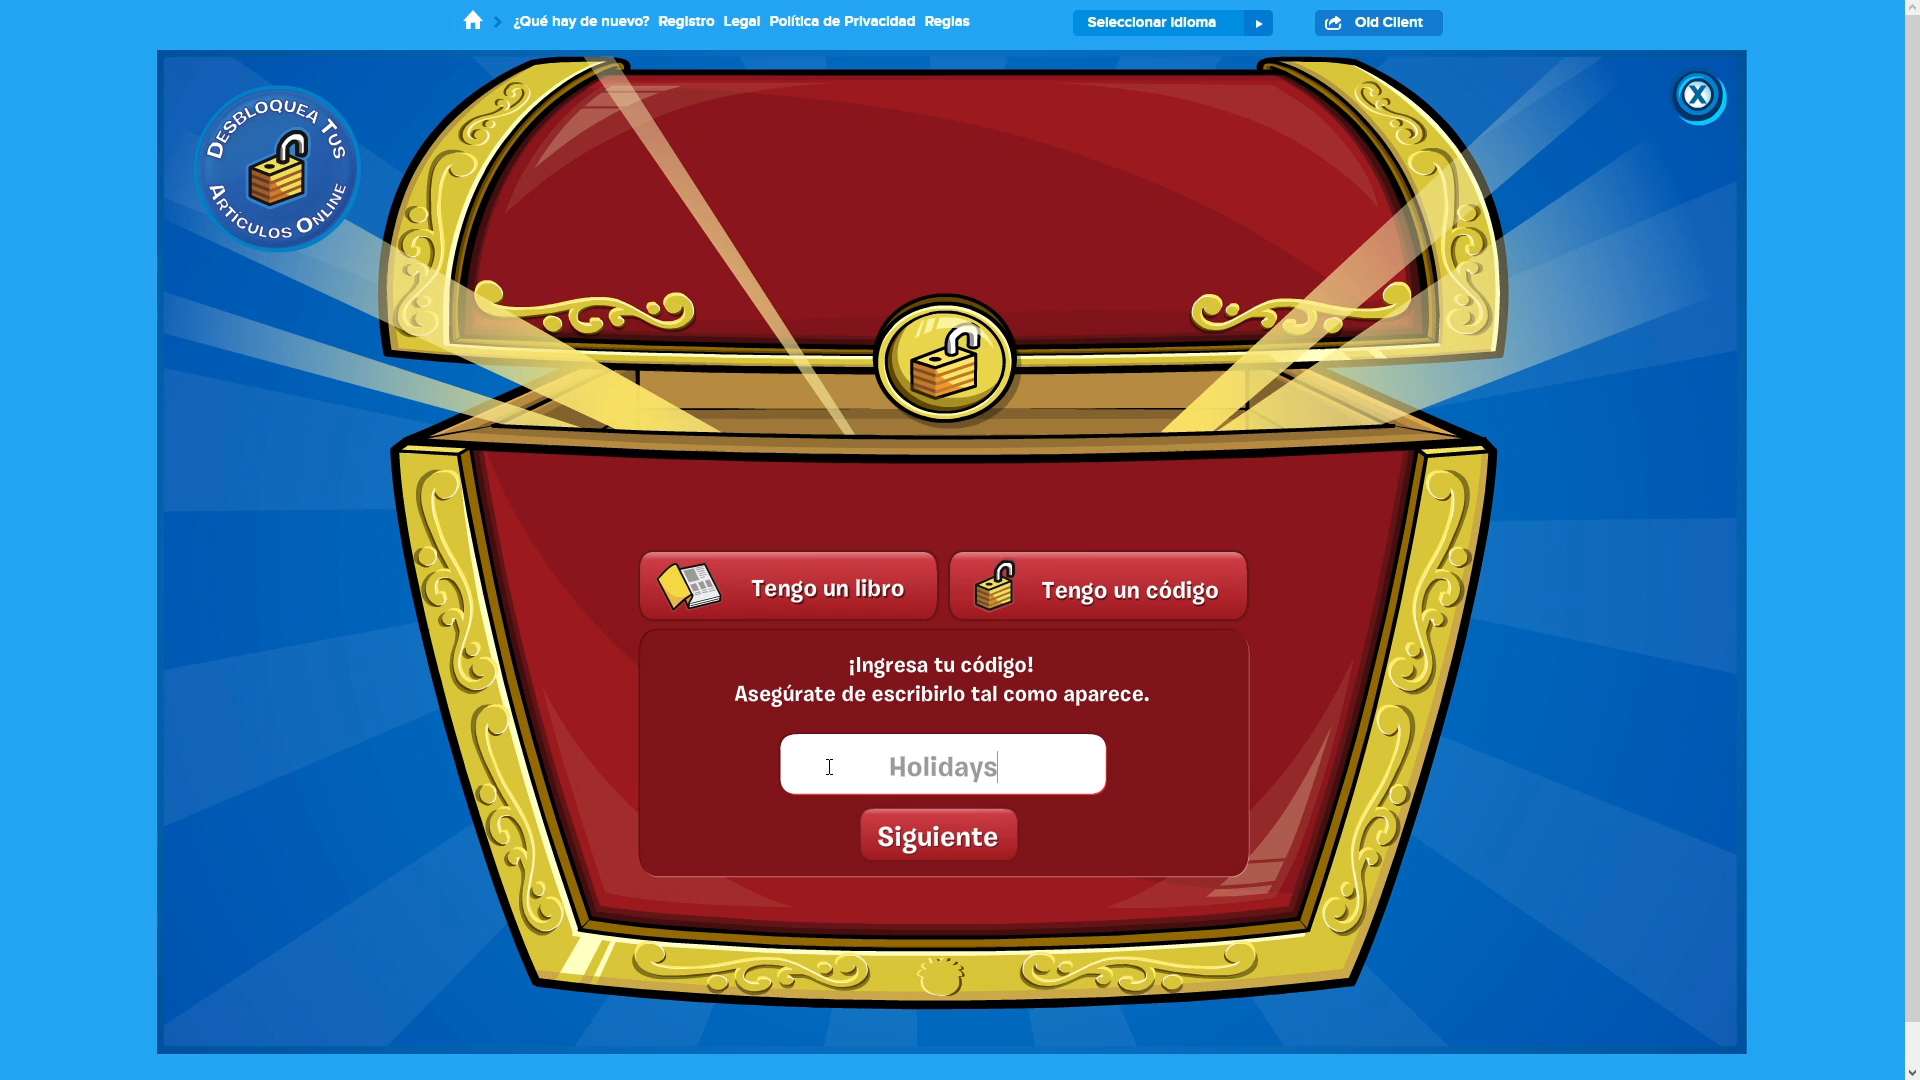 ¿Qué hay de nuevo? Registro Legal Política de Privacidad Reglas
Seleccionar Idioma
Old Client
DESBLOQUEA TUS
ARTÍCULOS ONLINE
X
Tengo un libro
Tengo un código
¡Ingresa tu código!
Asegúrate de escribirlo tal como aparece.
Holidays
Siguiente